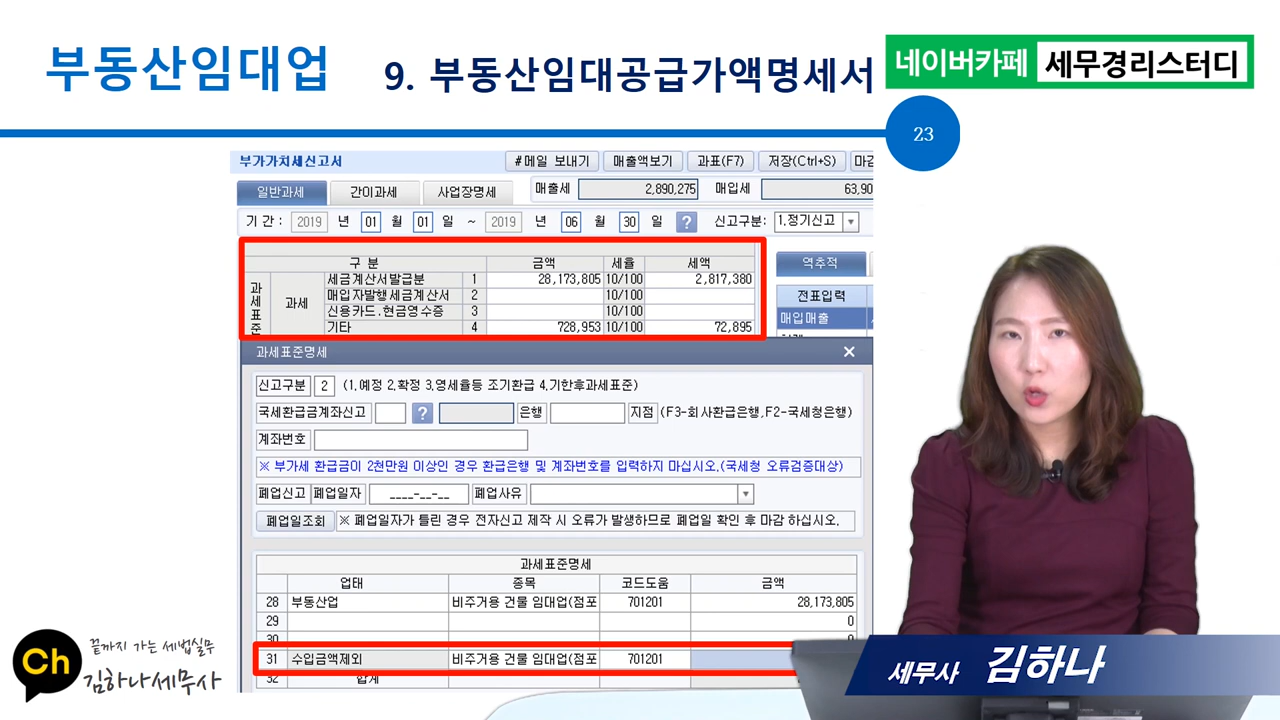 부동산임대업
9. 부동산임대공급가액명세서
네이버카페 세무경리스터디
23
부가가치세신고서 #메일 보내기 매출액보기 과표(F7) 저장(Ctrl+S) 마감
일반과세 간이과세 사업장명세 매출세 2,890,275 매입세 63,90
기간: 2019 년 01 월 01 일 ~ 2019 년 06 월 30 일 ? 신고구분: 1.정기신고
구 분 금액 세율 세액
역추적
과세표준 과세 세금계산서발급분 1 28,173,805 10/100 2,817,380
매입자발행세금계산서 2 10/100
전표입력
신용카드.현금영수증 3 10/100
매입매출
기타 4 728,953 10/100 72,895
과세표준명세
신고구분 2 (1.예정 2.확정 3.영세율등 조기환급 4.기한후과세표준)
국세환급금계좌신고 ? 은행 지점 (F3-회사환급은행,F2-국세청은행)
계좌번호
※ 부가세 환급금이 2천만원 이상인 경우 환급은행 및 계좌번호를 입력하지 마십시오.(국세청 오류검증대상)
폐업신고 폐업일자 ____-__-__ 폐업사유
폐업일조회 ※ 폐업일자가 틀린 경우 전자신고 제작 시 오류가 발생하므로 폐업일 확인 후 마감 하십시오.
과세표준명세
업태 종목 코드도움 금액
28 부동산업 비주거용 건물 임대업(점포 701201 28,173,805
29 0
30 0
31 수입금액제외 비주거용 건물 임대업(점포 701201
32 합계
Ch 끝까지 가는 세법실무
김하나세무사
세무사 김하나